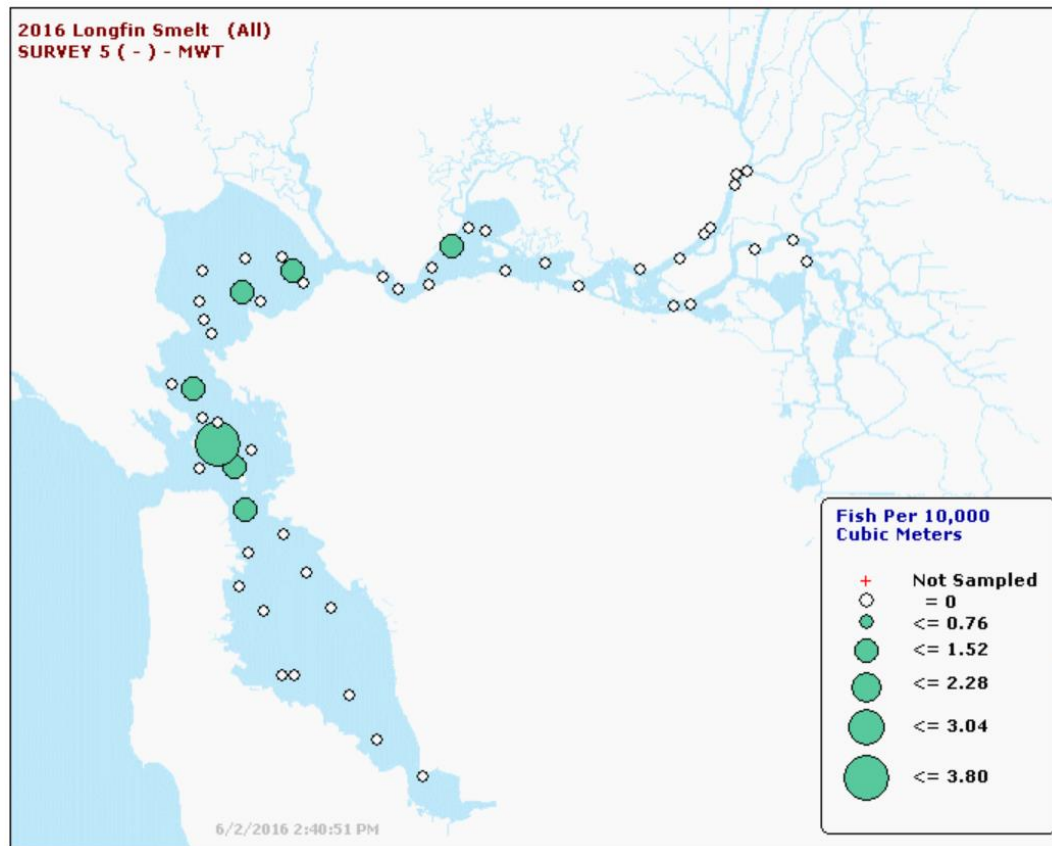 2016 Longfin Smelt (All)
SURVEY 5 ( - ) - MWT
Fish Per 10,000
Cubic Meters
Not Sampled
= 0
<= 0.76
<= 1.52
<= 2.28
<= 3.04
<= 3.80
6/2/2016 2:40:51 PM